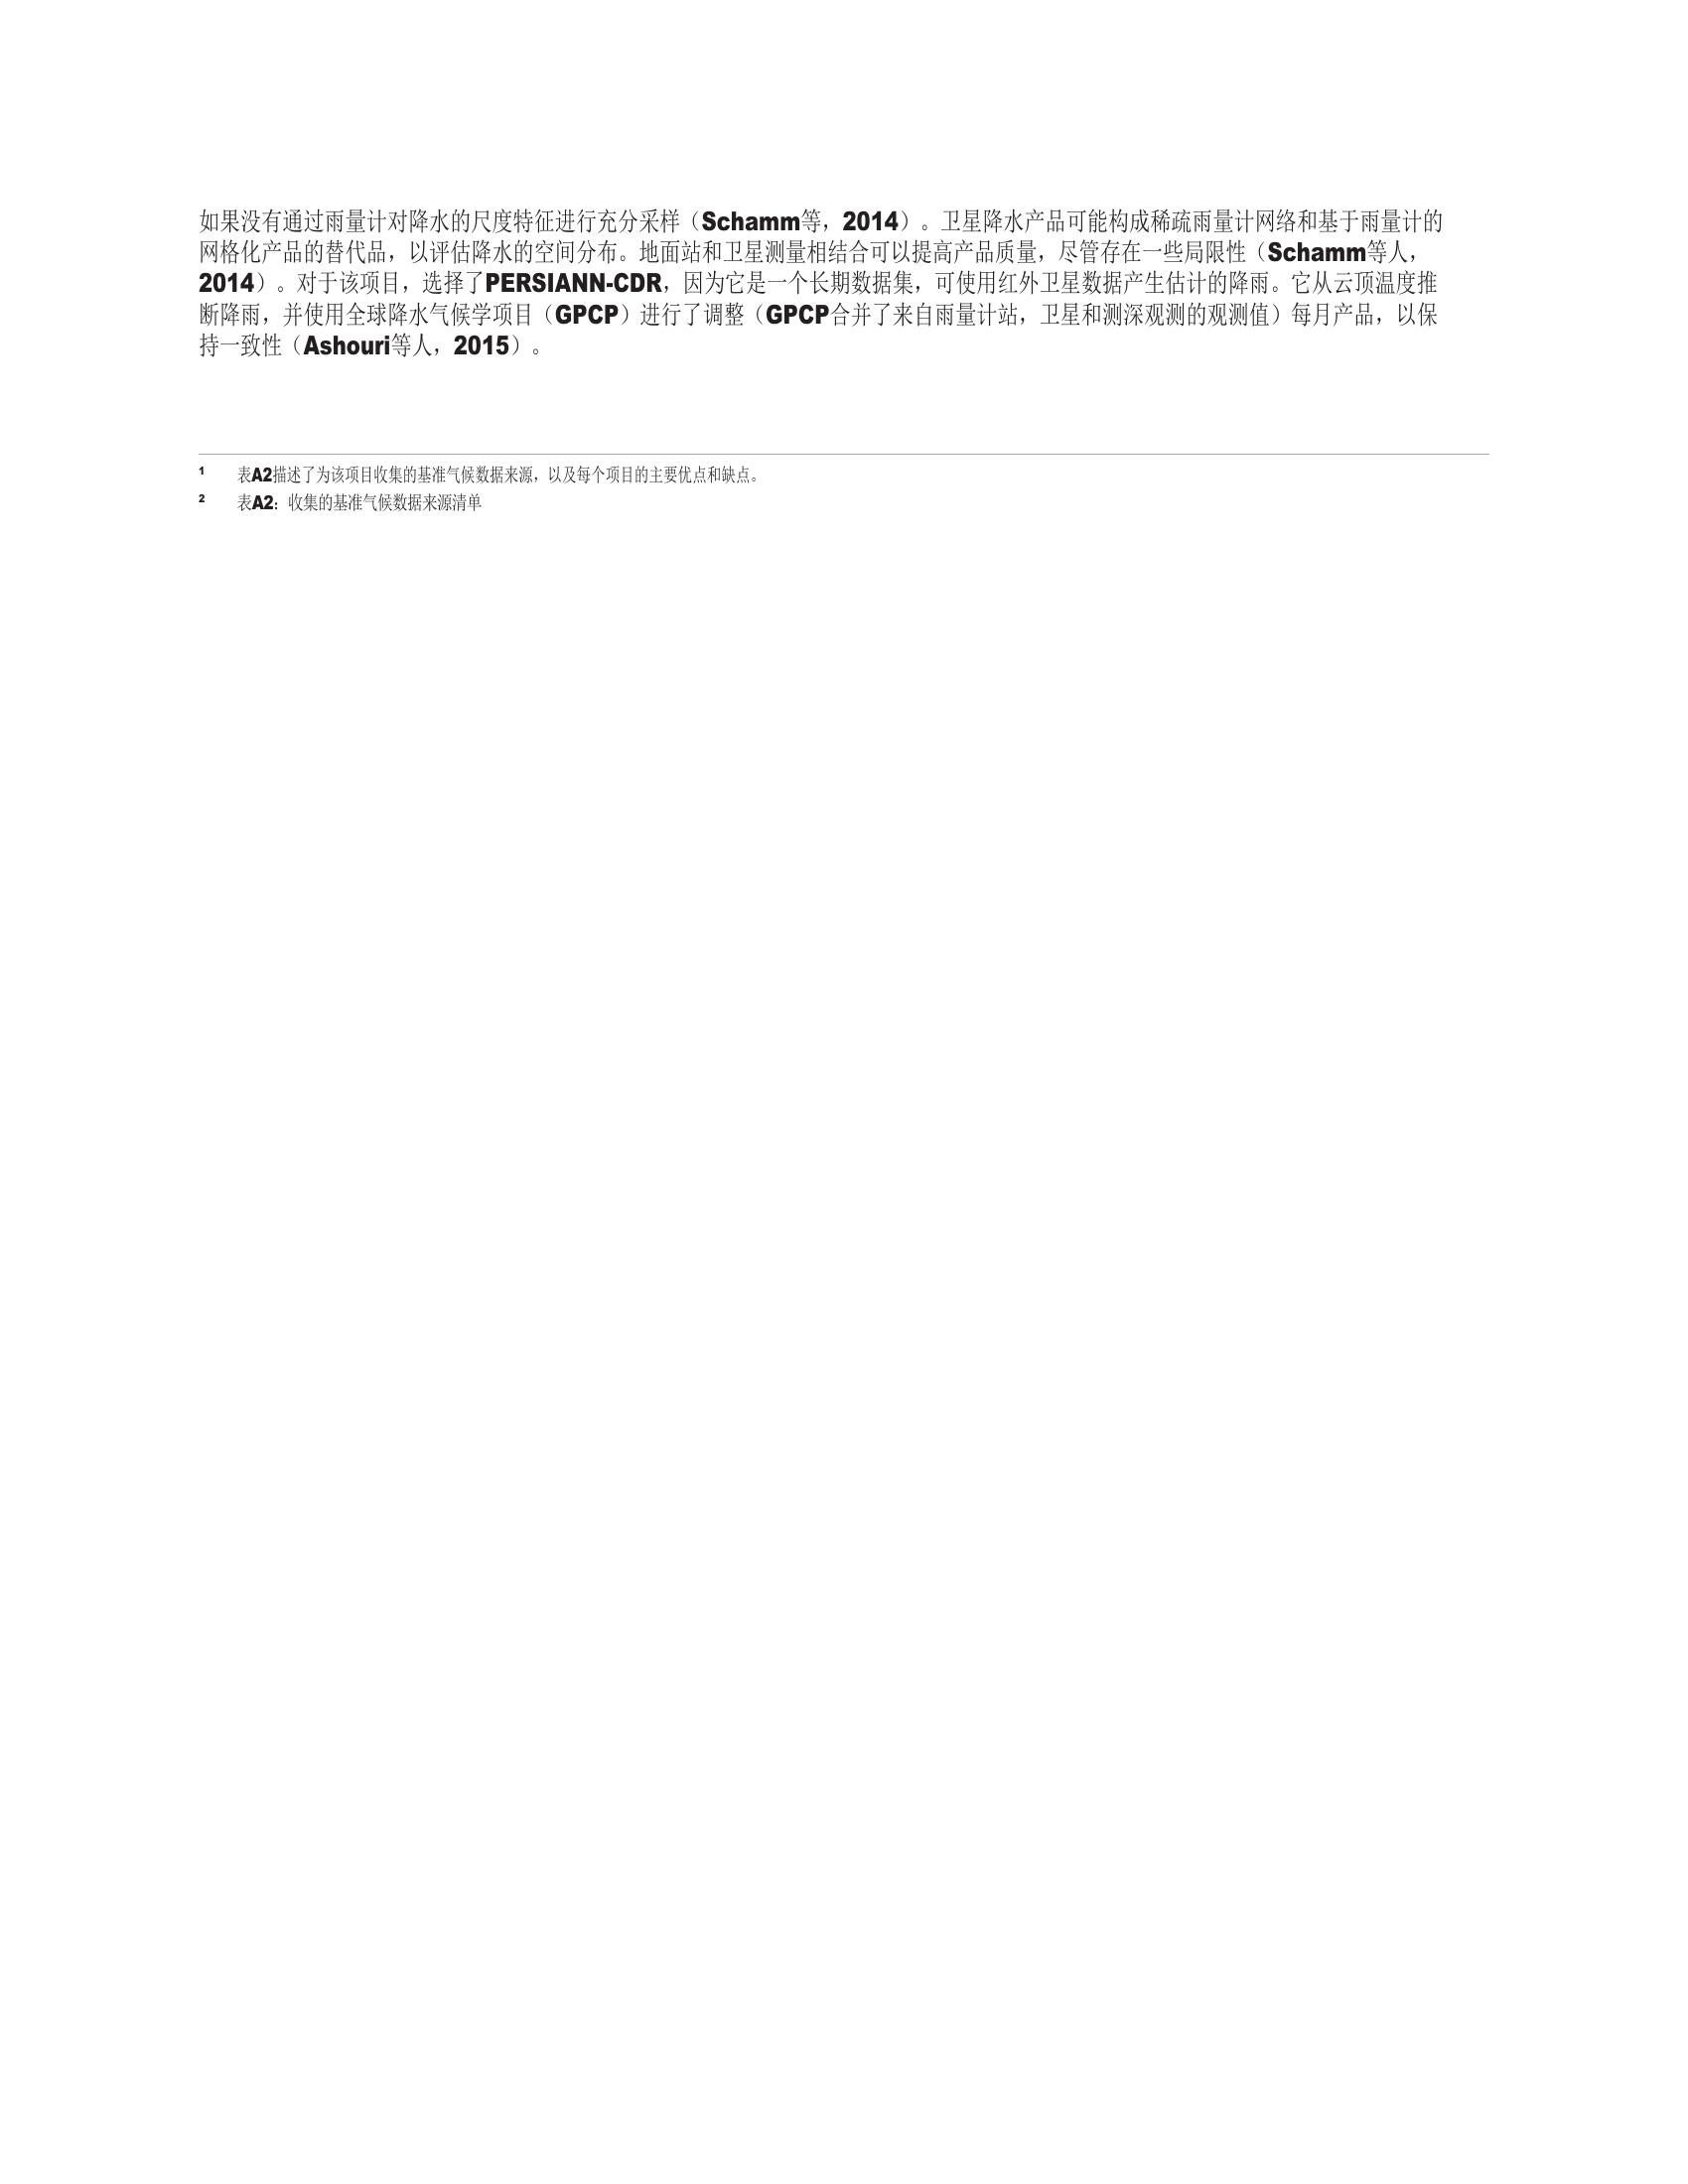 如果没有通过雨量计对降水的尺度特征进行充分采样（Schamm等，2014）。卫星降水产品可能构成稀疏雨量计网络和基于雨量计的
网格化产品的替代品，以评估降水的空间分布。地面站和卫星测量相结合可以提高产品质量，尽管存在一些局限性（Schamm等人，
2014）。对于该项目，选择了PERSIANN-CDR，因为它是一个长期数据集，可使用红外卫星数据产生估计的降雨。它从云顶温度推
断降雨，并使用全球降水气候学项目（GPCP）进行了调整（GPCP合并了来自雨量计站，卫星和测深观测的观测值）每月产品，以保
持一致性（Ashouri等人，2015）。
1 表A2描述了为该项目收集的基准气候数据来源，以及每个项目的主要优点和缺点。
2 表A2：收集的基准气候数据来源清单